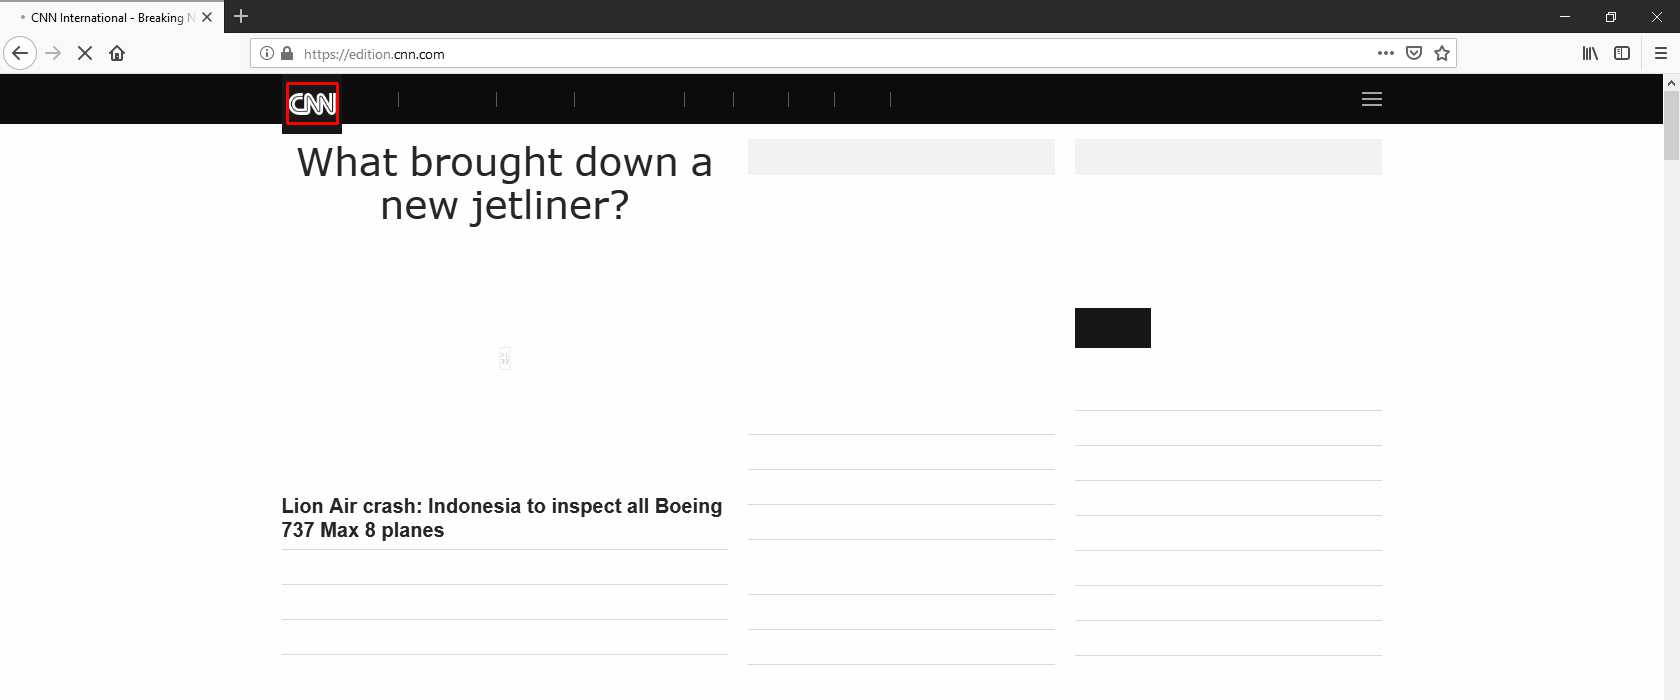 CNN International - Breaking N
https://edition.cnn.com
CNN
What brought down a
new jetliner?
Lion Air crash: Indonesia to inspect all Boeing
737 Max 8 planes